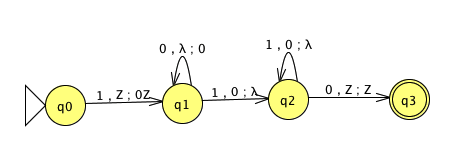 0 , λ ; 0
1 , 0 ; λ
1 , Z ; 0Z
1 , 0 ; λ
0 , Z ; Z
q0
q1
q2
q3